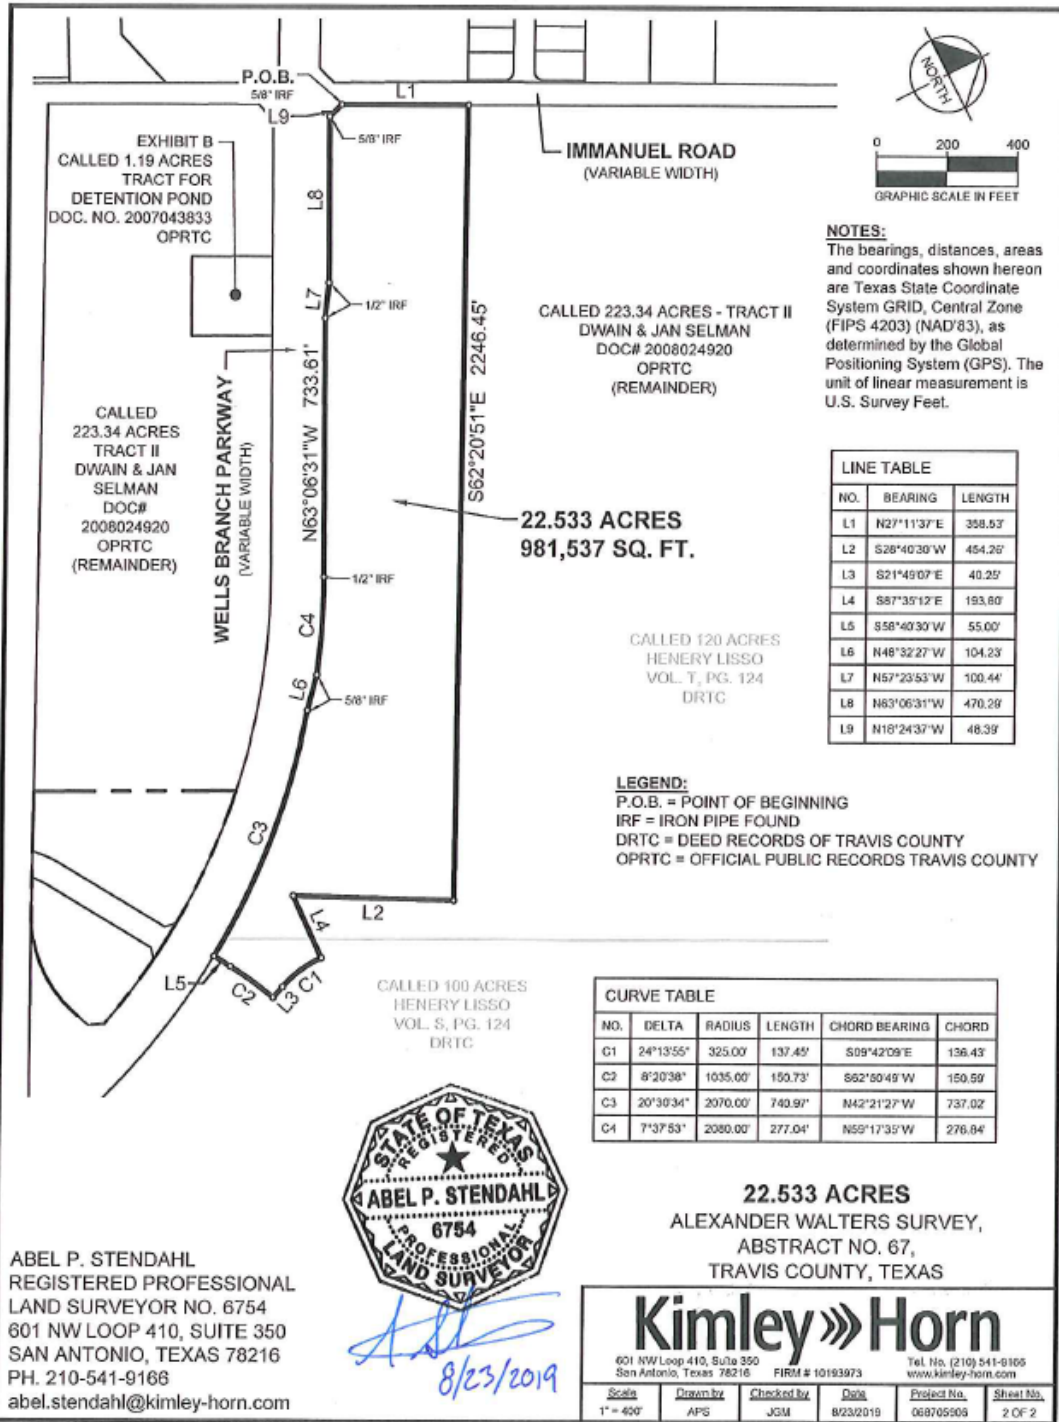 P.O.B.
5/8" IRF
L1
L9
5/8" IRF
EXHIBIT B
CALLED 1.19 ACRES
TRACT FOR
DETENTION POND
DOC. NO. 2007043833
OPRTC
IMMANUEL ROAD
(VARIABLE WIDTH)
NORTH
0 200 400
GRAPHIC SCALE IN FEET
NOTES:
The bearings, distances, areas
and coordinates shown hereon
are Texas State Coordinate
System GRID, Central Zone
(FIPS 4203) (NAD'83), as
determined by the Global
Positioning System (GPS). The
unit of linear measurement is
U.S. Survey Feet.
L8
L7
1/2" IRF
CALLED 223.34 ACRES - TRACT II
DWAIN & JAN SELMAN
DOC# 2008024920
OPRTC
(REMAINDER)
S62°20'51"E 2246.45'
N63°06'31"W 733.61'
WELLS BRANCH PARKWAY
(VARIABLE WIDTH)
CALLED
223.34 ACRES
TRACT II
DWAIN & JAN
SELMAN
DOC#
2008024920
OPRTC
(REMAINDER)
22.533 ACRES
981,537 SQ. FT.
1/2" IRF
C4
L6
5/8" IRF
CALLED 120 ACRES
HENERY LISSO
VOL. T, PG. 124
DRTC
LINE TABLE
NO. BEARING LENGTH
L1 N27°11'37"E 358.53'
L2 S28°40'30"W 454.26'
L3 S21°49'07"E 40.25'
L4 S87°35'12"E 193.60'
L5 S58°40'30"W 55.00'
L6 N48°32'27"W 104.23'
L7 N57°23'53"W 100.44'
L8 N63°06'31"W 470.29'
L9 N18°24'37"W 48.39'
LEGEND:
P.O.B. = POINT OF BEGINNING
IRF = IRON PIPE FOUND
DRTC = DEED RECORDS OF TRAVIS COUNTY
OPRTC = OFFICIAL PUBLIC RECORDS TRAVIS COUNTY
C3
L2
L4
L5
C2
L3
C1
CALLED 100 ACRES
HENERY LISSO
VOL. S, PG. 124
DRTC
CURVE TABLE
NO. DELTA RADIUS LENGTH CHORD BEARING CHORD
C1 24°13'55" 325.00' 137.45' S09°42'09"E 136.43'
C2 8°20'38" 1035.00' 150.73' S62°50'49"W 150.59'
C3 20°30'34" 2070.00' 740.97' N42°21'27"W 737.02'
C4 7°37'53" 2080.00' 277.04' N59°17'35"W 276.84'
STATE OF TEXAS
REGISTERED
ABEL P. STENDAHL
6754
PROFESSIONAL
LAND SURVEYOR
8/23/2019
22.533 ACRES
ALEXANDER WALTERS SURVEY,
ABSTRACT NO. 67,
TRAVIS COUNTY, TEXAS
ABEL P. STENDAHL
REGISTERED PROFESSIONAL
LAND SURVEYOR NO. 6754
601 NW LOOP 410, SUITE 350
SAN ANTONIO, TEXAS 78216
PH. 210-541-9166
abel.stendahl@kimley-horn.com
Kimley»Horn
601 NW Loop 410, Suite 350
San Antonio, Texas 78216 FIRM # 10193973
Tel. No. (210) 541-9166
www.kimley-horn.com
Scale Drawn by Checked by Date Project No. Sheet No.
1" = 400' APS JGM 8/23/2019 068705906 2 OF 2